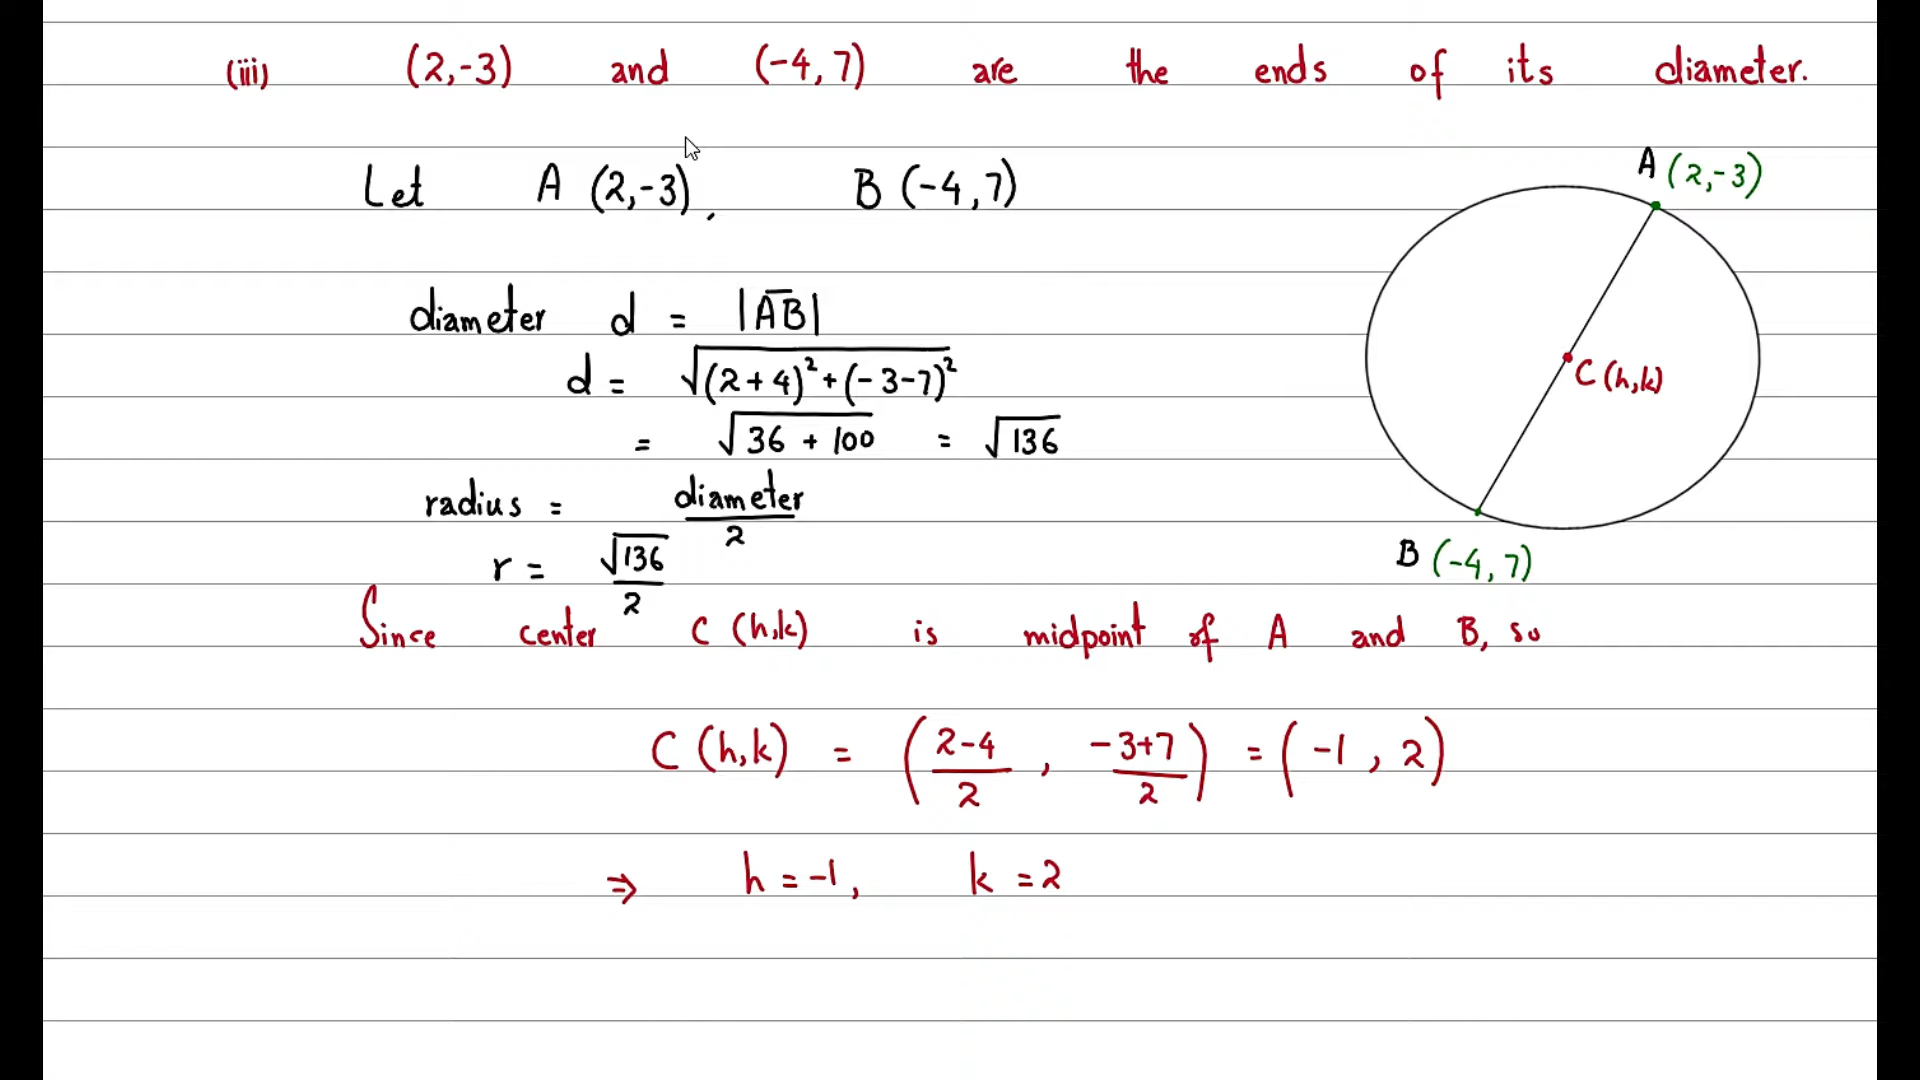 (iii) (2,-3) and (-4,7) are the ends of its diameter.
Let A (2,-3), B (-4,7)
A (2,-3)
diameter d = |AB̅|
d = √((2+4)²+(-3-7)²)
= √(36+100) = √136
C(h,k)
radius = diameter/2
r = √136/2
B (-4,7)
Since center C (h,k) is midpoint of A and B, so
C (h,k) = ((2-4)/2, (-3+7)/2) = (-1, 2)
⇒ h = -1, k = 2